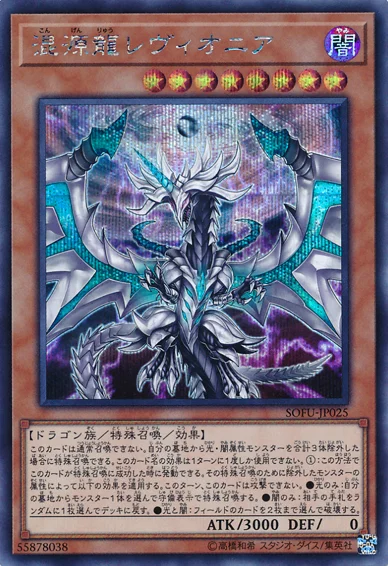 混源龍レヴィオニア
闇
SOFU-JP025
【ドラゴン族/特殊召喚/効果】
このカードは通常召喚できない。自分の墓地から光・闇属性モンスターを合計3体除外した
場合に特殊召喚できる。このカード名の効果は1ターンに1度しか使用できない。①:この方法で
このカードが特殊召喚に成功した時に発動できる。その特殊召喚のために除外したモンスターの
属性によって以下の効果を適用する。このターン、このカードは攻撃できない。●光のみ:自分
の墓地からモンスター1体を選んで守備表示で特殊召喚する。●闇のみ:相手の手札をラ
ンダムに1枚選んでデッキに戻す。●光と闇:フィールドのカードを2枚まで選んで破壊する。
ATK/3000 DEF/ 0
55878038
©高橋和希 スタジオ・ダイス/集英社